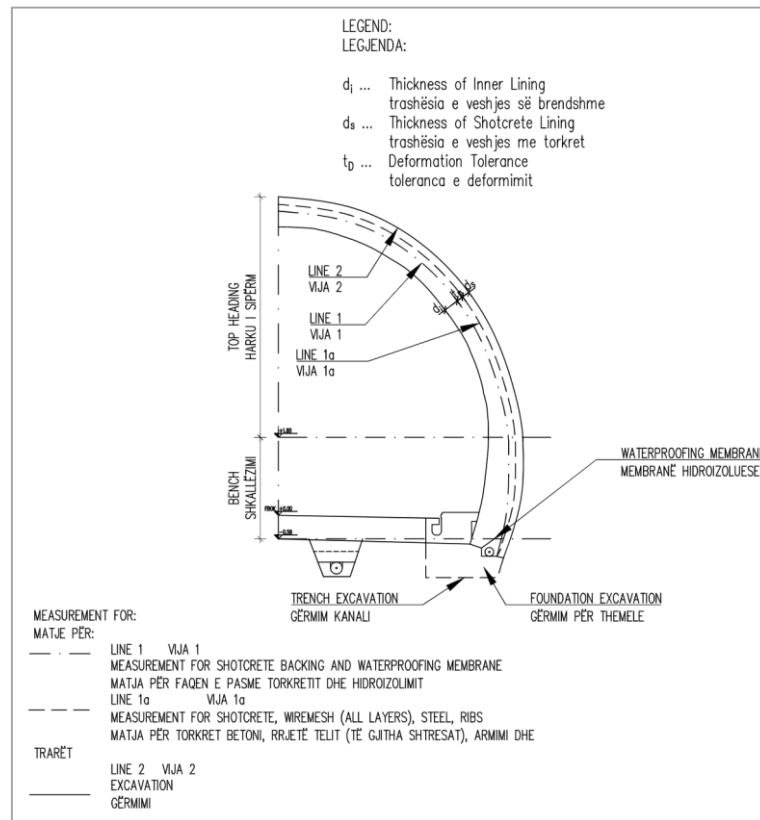 LEGEND:
LEGJENDA:
di ... Thickness of Inner Lining
trashësia e veshjes së brendshme
ds ... Thickness of Shotcrete Lining
trashësia e veshjes me torkret
tD ... Deformation Tolerance
toleranca e deformimit
TOP HEADING
HARKU I SIPËRM
LINE 2
VIJA 2
LINE 1
VIJA 1
LINE 1a
VIJA 1a
di tD ds
BENCH
SHKALLËZIMI
WATERPROOFING MEMBRAN
MEMBRANË HIDROIZOLUESE
TRENCH EXCAVATION
GËRMIM KANALI
FOUNDATION EXCAVATION
GËRMIM PËR THEMELE
MEASUREMENT FOR:
MATJE PËR:
LINE 1 VIJA 1
MEASUREMENT FOR SHOTCRETE BACKING AND WATERPROOFING MEMBRANE
MATJA PËR FAQEN E PASME TORKRETIT DHE HIDROIZOLIMIT
LINE 1a VIJA 1a
MEASUREMENT FOR SHOTCRETE, WIREMESH (ALL LAYERS), STEEL, RIBS
MATJA PËR TORKRET BETONI, RRJETË TELIT (TË GJITHA SHTRESAT), ARMIMI DHE
TRARËT
LINE 2 VIJA 2
EXCAVATION
GËRMIMI